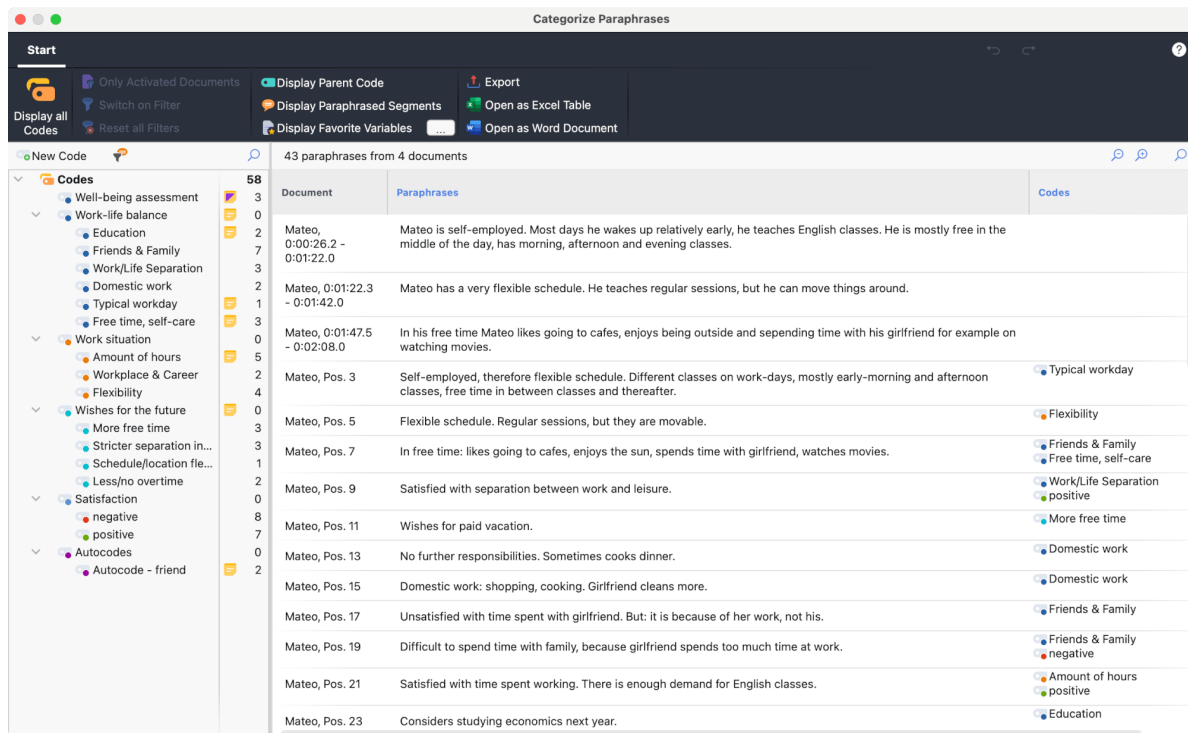 Categorize Paraphrases
Start
?
Display all
Codes
Only Activated Documents
Switch on Filter
Reset all Filters
Display Parent Code
Display Paraphrased Segments
Display Favorite Variables ...
Export
Open as Excel Table
Open as Word Document
New Code
43 paraphrases from 4 documents
Codes 58
Well-being assessment 3
Work-life balance 0
Education 2
Friends & Family 7
Work/Life Separation 3
Domestic work 2
Typical workday 1
Free time, self-care 3
Work situation 0
Amount of hours 5
Workplace & Career 2
Flexibility 4
Wishes for the future 0
More free time 3
Stricter separation in... 3
Schedule/location fle... 1
Less/no overtime 2
Satisfaction 0
negative 8
positive 7
Autocodes 0
Autocode - friend 2
Document Paraphrases Codes
Mateo,
0:00:26.2 -
0:01:22.0
Mateo is self-employed. Most days he wakes up relatively early, he teaches English classes. He is mostly free in the
middle of the day, has morning, afternoon and evening classes.
Mateo, 0:01:22.3
- 0:01:42.0
Mateo has a very flexible schedule. He teaches regular sessions, but he can move things around.
Mateo, 0:01:47.5
- 0:02:08.0
In his free time Mateo likes going to cafes, enjoys being outside and sepending time with his girlfriend for example on
watching movies.
Mateo, Pos. 3
Self-employed, therefore flexible schedule. Different classes on work-days, mostly early-morning and afternoon
classes, free time in between classes and thereafter.
Typical workday
Mateo, Pos. 5
Flexible schedule. Regular sessions, but they are movable.
Flexibility
Mateo, Pos. 7
In free time: likes going to cafes, enjoys the sun, spends time with girlfriend, watches movies.
Friends & Family
Free time, self-care
Mateo, Pos. 9
Satisfied with separation between work and leisure.
Work/Life Separation
positive
Mateo, Pos. 11
Wishes for paid vacation.
More free time
Mateo, Pos. 13
No further responsibilities. Sometimes cooks dinner.
Domestic work
Mateo, Pos. 15
Domestic work: shopping, cooking. Girlfriend cleans more.
Domestic work
Mateo, Pos. 17
Unsatisfied with time spent with girlfriend. But: it is because of her work, not his.
Friends & Family
Mateo, Pos. 19
Difficult to spend time with family, because girlfriend spends too much time at work.
Friends & Family
negative
Mateo, Pos. 21
Satisfied with time spent working. There is enough demand for English classes.
Amount of hours
positive
Mateo, Pos. 23
Considers studying economics next year.
Education